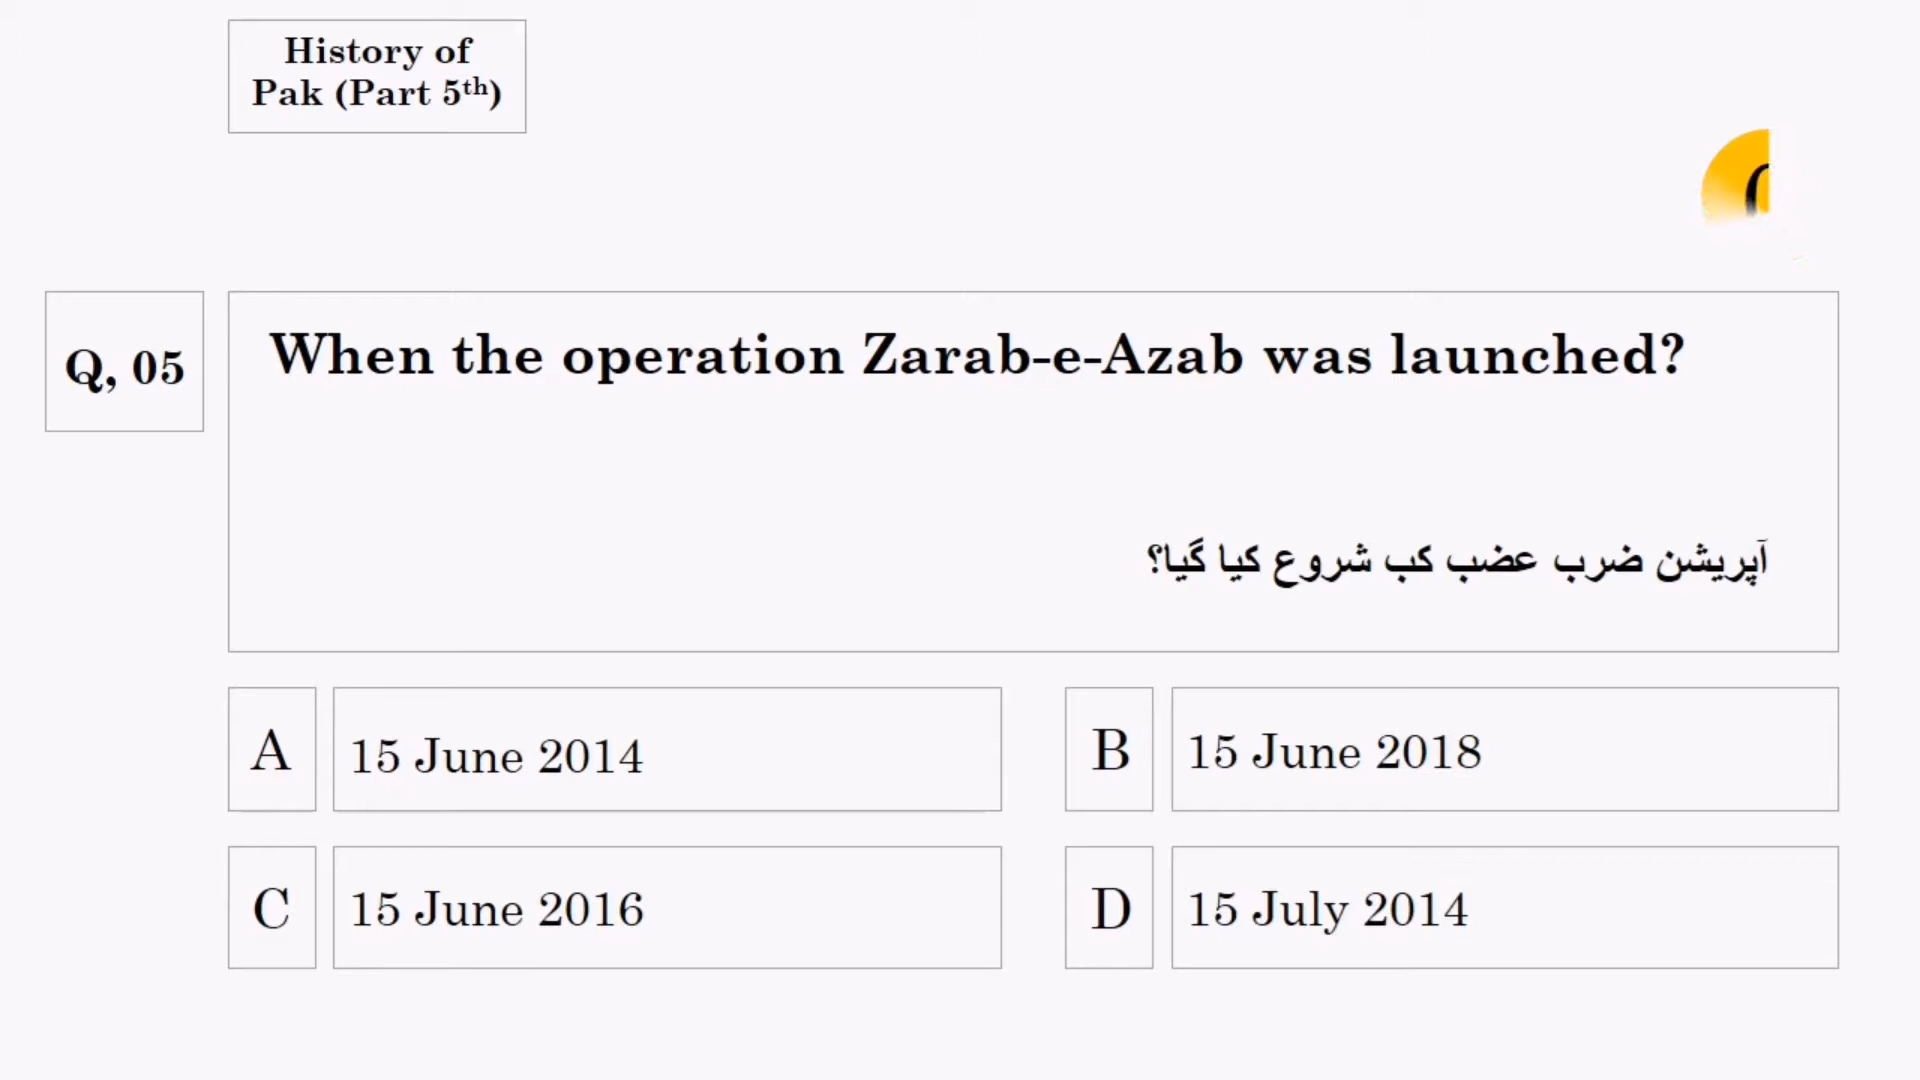 History of
Pak (Part 5th)
Q, 05
When the operation Zarab-e-Azab was launched?
آپریشن ضرب عضب کب شروع کیا گیا؟
A
15 June 2014
B
15 June 2018
C
15 June 2016
D
15 July 2014